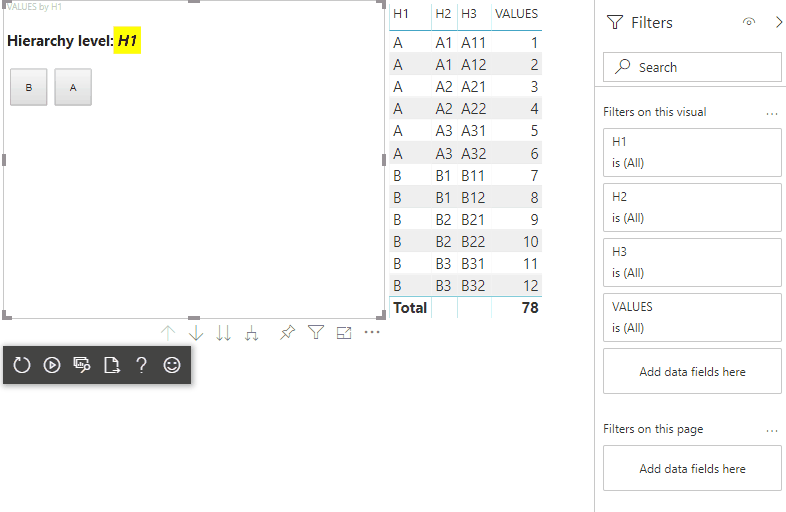 VALUES by H1
Hierarchy level: H1
B A
H1 H2 H3 VALUES
A A1 A11 1
A A1 A12 2
A A2 A21 3
A A2 A22 4
A A3 A31 5
A A3 A32 6
B B1 B11 7
B B1 B12 8
B B2 B21 9
B B2 B22 10
B B3 B31 11
B B3 B32 12
Total 78
Filters
Search
Filters on this visual
H1
is (All)
H2
is (All)
H3
is (All)
VALUES
is (All)
Add data fields here
Filters on this page
Add data fields here